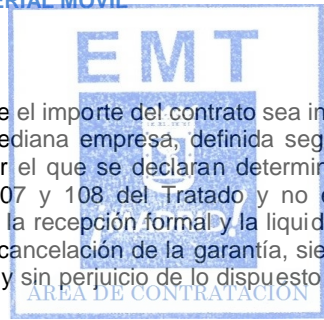 ERIAL MÓVIL
EMT
e el importe del contrato sea in
ediana empresa, definida seg
r el que se declaran determin
07 y 108 del Tratado y no
la recepción formal y la liquid
cancelación de la garantía, sie
y sin perjuicio de lo dispuesto
ÁREA DE CONTRATACIÓN